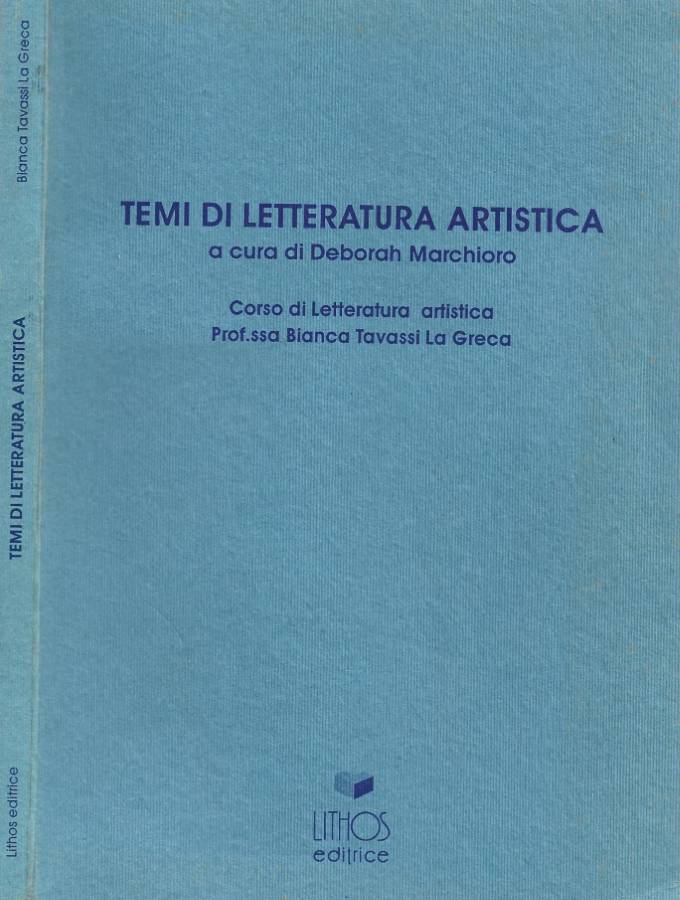 Bianca Tavassi La Greca
TEMI DI LETTERATURA ARTISTICA
Lithos editrice
TEMI DI LETTERATURA ARTISTICA
a cura di Deborah Marchioro
Corso di Letteratura artistica
Prof.ssa Bianca Tavassi La Greca
LITHOS
editrice